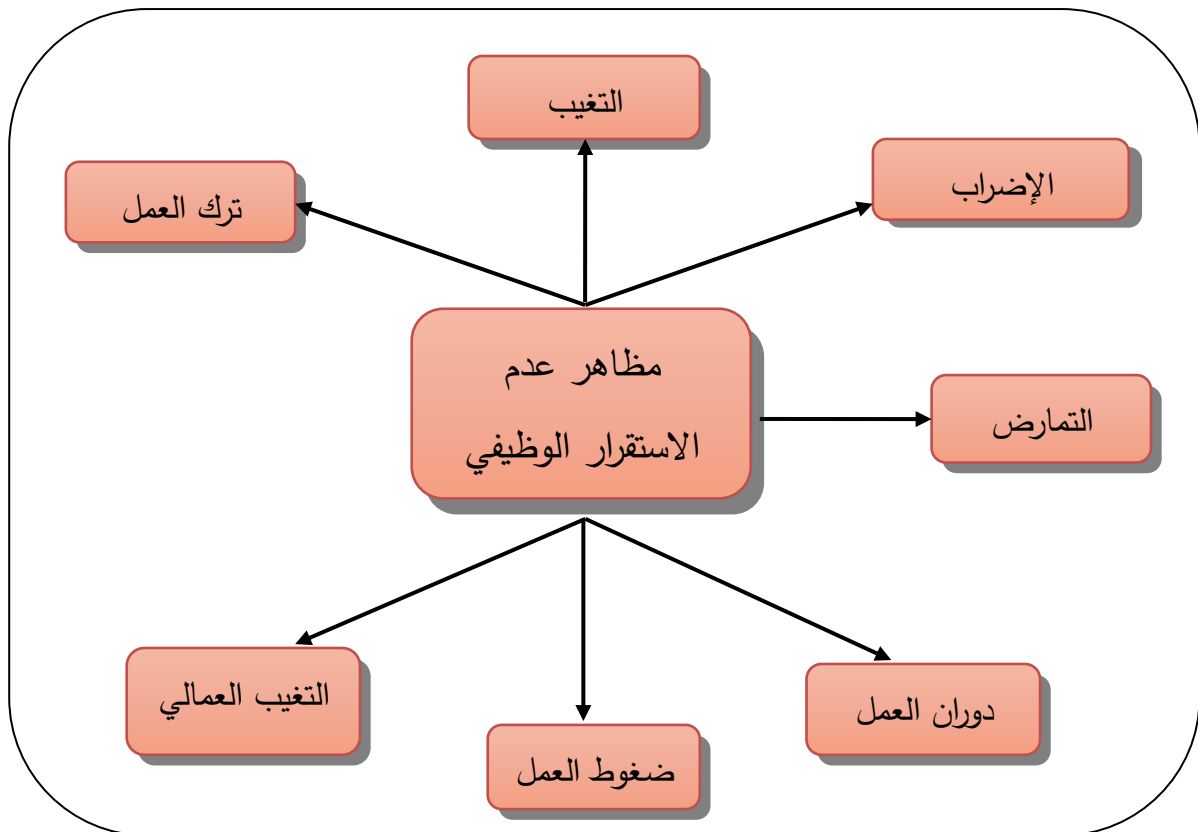 التغيب
الإضراب
ترك العمل
مظاهر عدم
الاستقرار الوظيفي
التمارض
التغيب العمالي
دوران العمل
ضغوط العمل